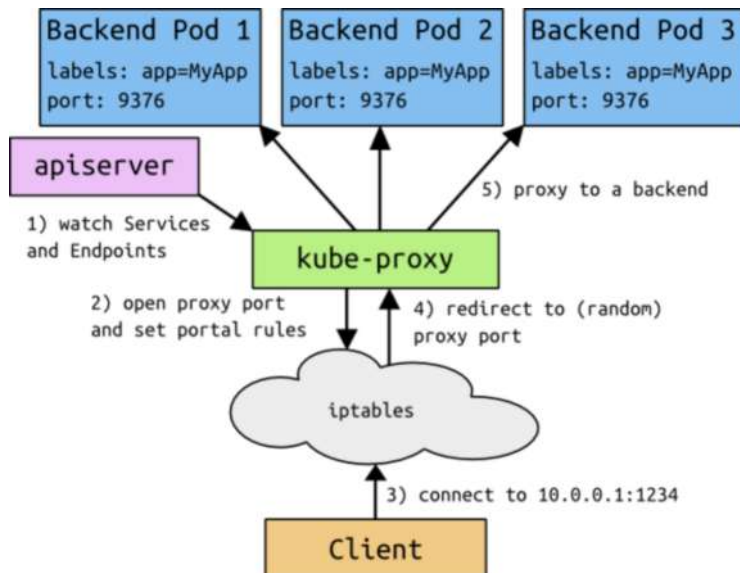 Backend Pod 1
labels: app=MyApp
port: 9376
Backend Pod 2
labels: app=MyApp
port: 9376
Backend Pod 3
labels: app=MyApp
port: 9376
apiserver
1) watch Services
and Endpoints
5) proxy to a backend
kube-proxy
2) open proxy port
and set portal rules
4) redirect to (random)
proxy port
iptables
3) connect to 10.0.0.1:1234
Client